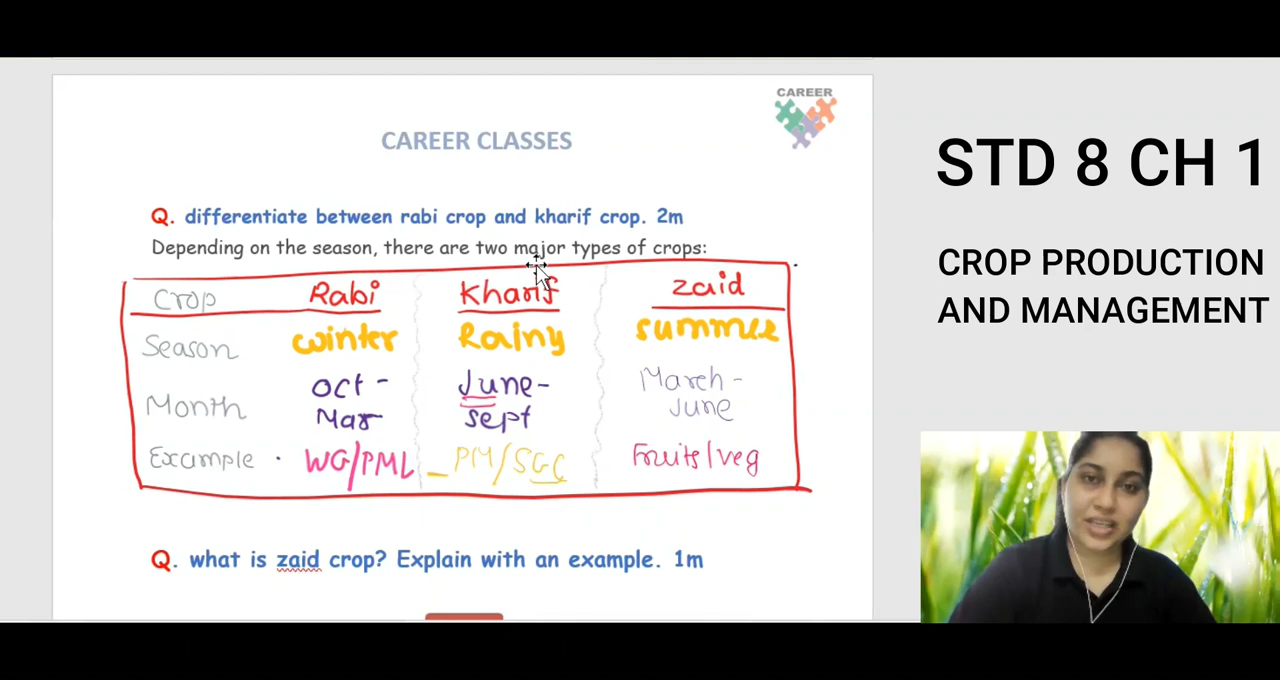 CAREER
CAREER CLASSES
STD 8 CH 1
CROP PRODUCTION
AND MANAGEMENT
Q. differentiate between rabi crop and kharif crop. 2m
Depending on the season, there are two major types of crops:
Crop Rabi Kharif zaid
Season winter Rainy summer
Month Oct - Mar June - Sept March - June
Example WG/PML PM/SGC Fruits/veg
Q. what is zaid crop? Explain with an example. 1m